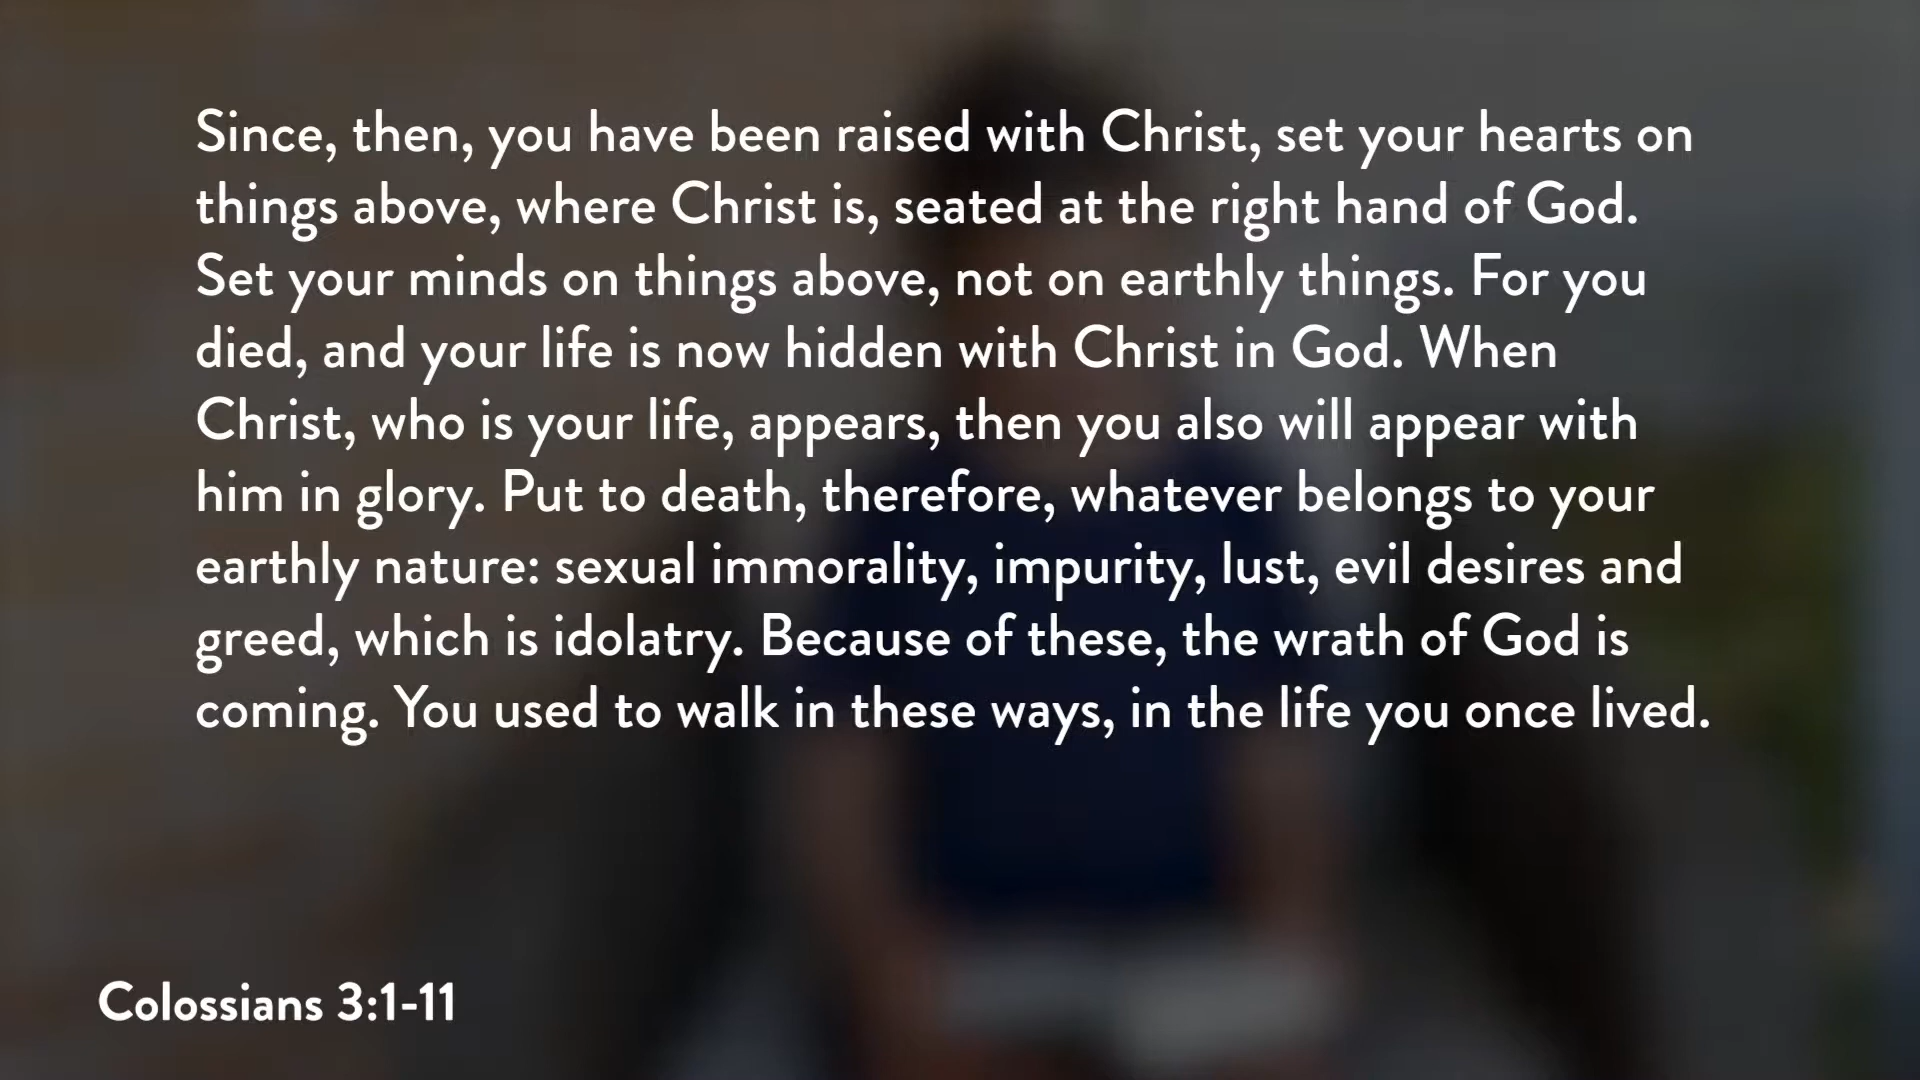 Since, then, you have been raised with Christ, set your hearts on
things above, where Christ is, seated at the right hand of God.
Set your minds on things above, not on earthly things. For you
died, and your life is now hidden with Christ in God. When
Christ, who is your life, appears, then you also will appear with
him in glory. Put to death, therefore, whatever belongs to your
earthly nature: sexual immorality, impurity, lust, evil desires and
greed, which is idolatry. Because of these, the wrath of God is
coming. You used to walk in these ways, in the life you once lived.
Colossians 3:1-11